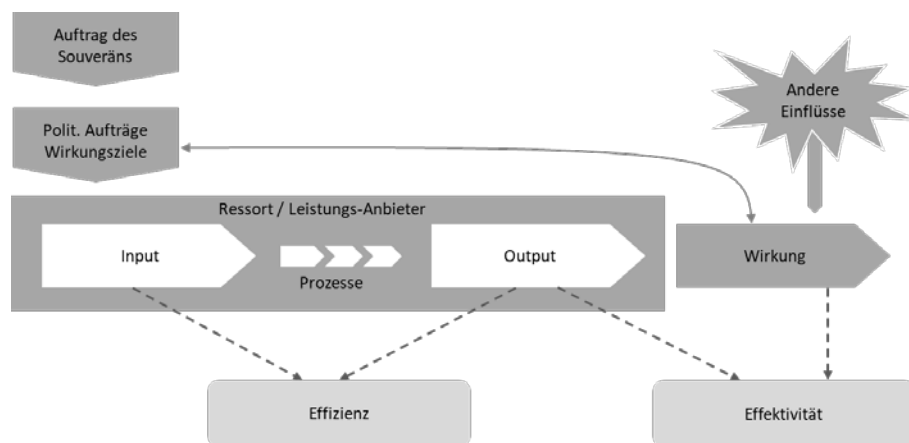 Auftrag des
Souveräns
Andere
Einflüsse
Polit. Aufträge
Wirkungsziele
Ressort / Leistungs-Anbieter
Input
Prozesse
Output
Wirkung
Effizienz
Effektivität